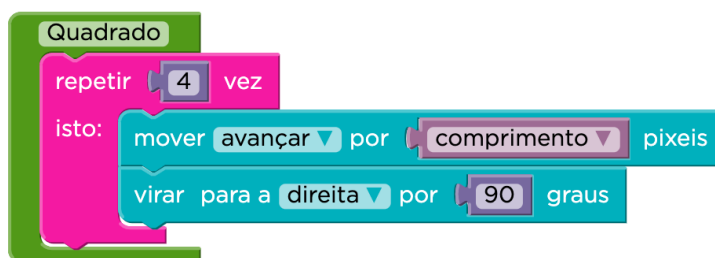 Quadrado
repetir 4 vez
isto: mover avançar por comprimento pixeis
virar para a direita por 90 graus